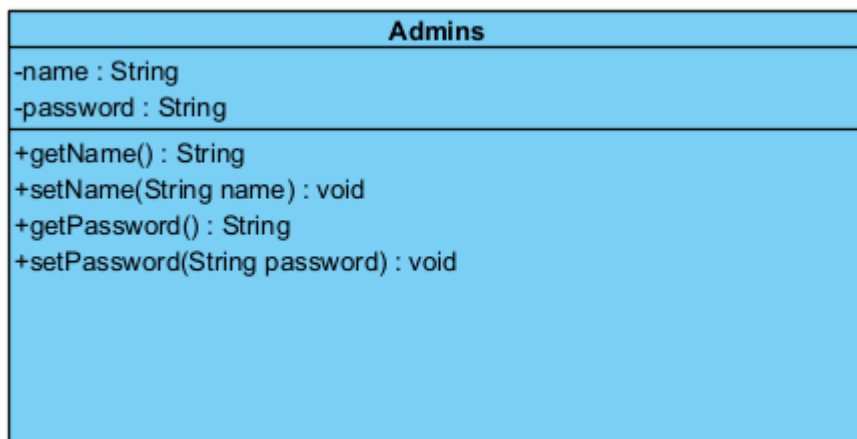 Admins
-name : String
-password : String
+getName() : String
+setName(String name) : void
+getPassword() : String
+setPassword(String password) : void